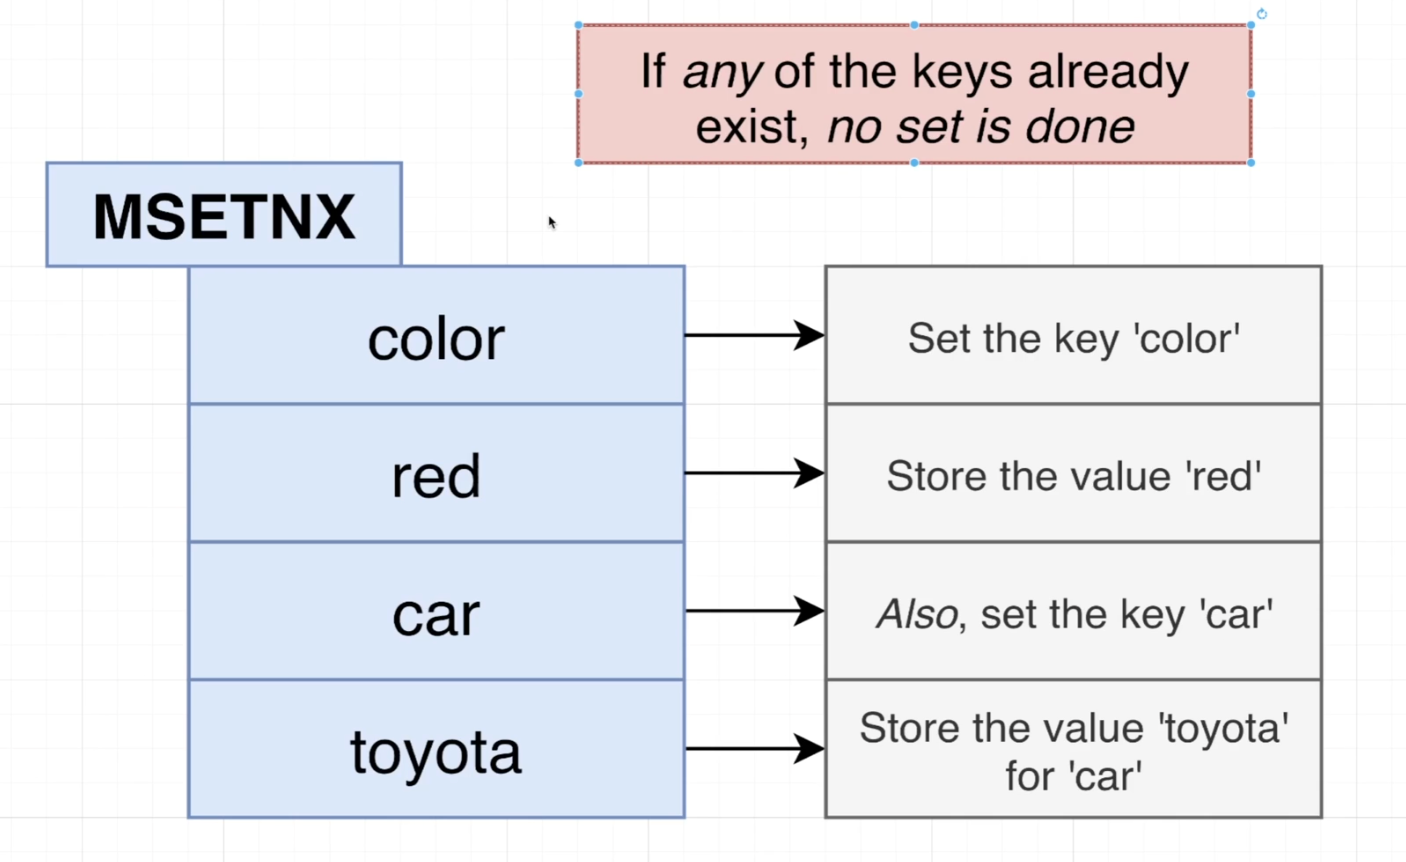 If any of the keys already
exist, no set is done
MSETNX
color
Set the key 'color'
red
Store the value 'red'
car
Also, set the key 'car'
toyota
Store the value 'toyota'
for 'car'